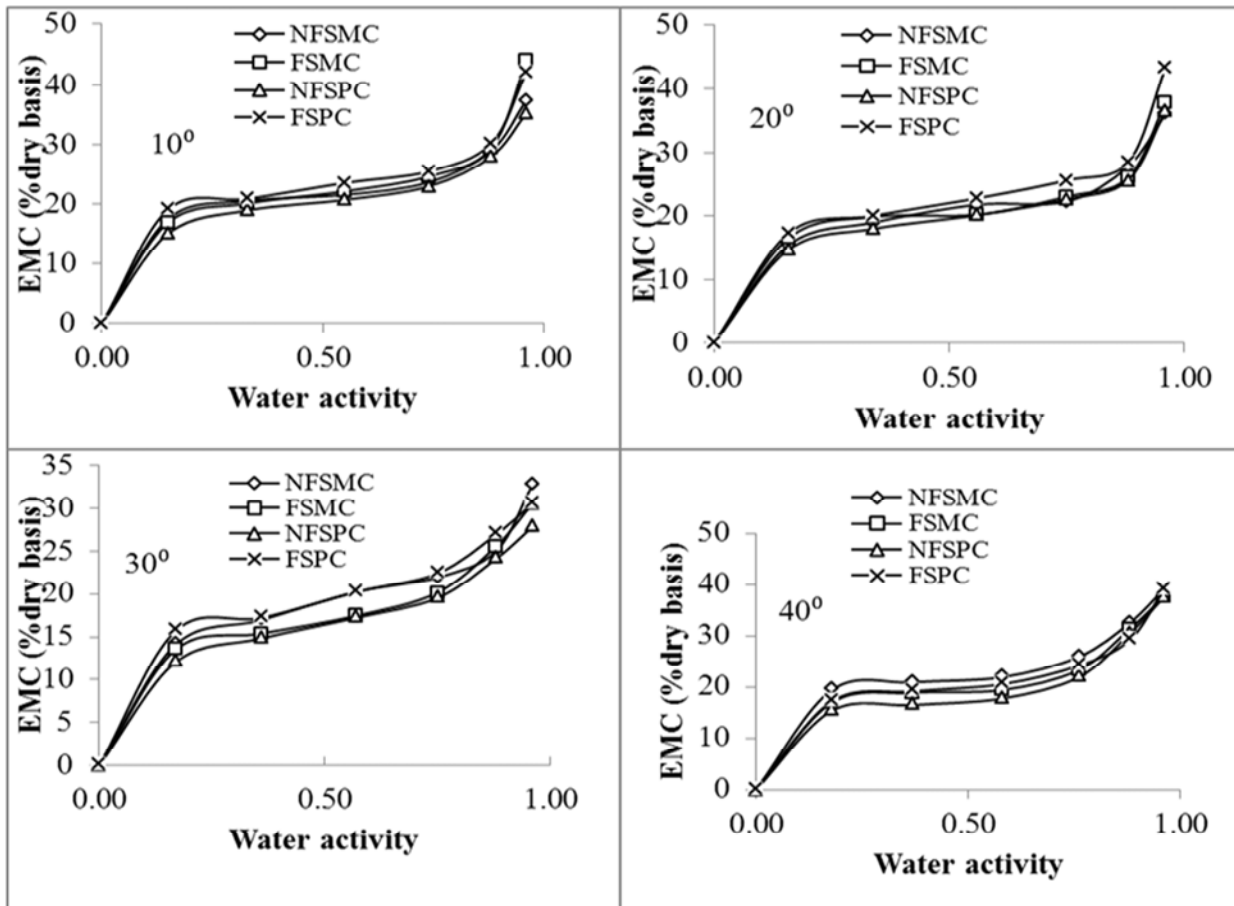 50
40
30
20
10
0
EMC (%dry basis)
NFSMC
FSMC
NFSPC
FSPC
10⁰
0.00 0.50 1.00
Water activity
50
40
30
20
10
0
EMC (%dry basis)
NFSMC
FSMC
NFSPC
FSPC
20⁰
0.00 0.50 1.00
Water activity
35
30
25
20
15
10
5
0
EMC (%dry basis)
NFSMC
FSMC
NFSPC
FSPC
30⁰
0.00 0.50 1.00
Water activity
50
40
30
20
10
0
EMC (%dry basis)
NFSMC
FSMC
NFSPC
FSPC
40⁰
0.00 0.50 1.00
Water activity